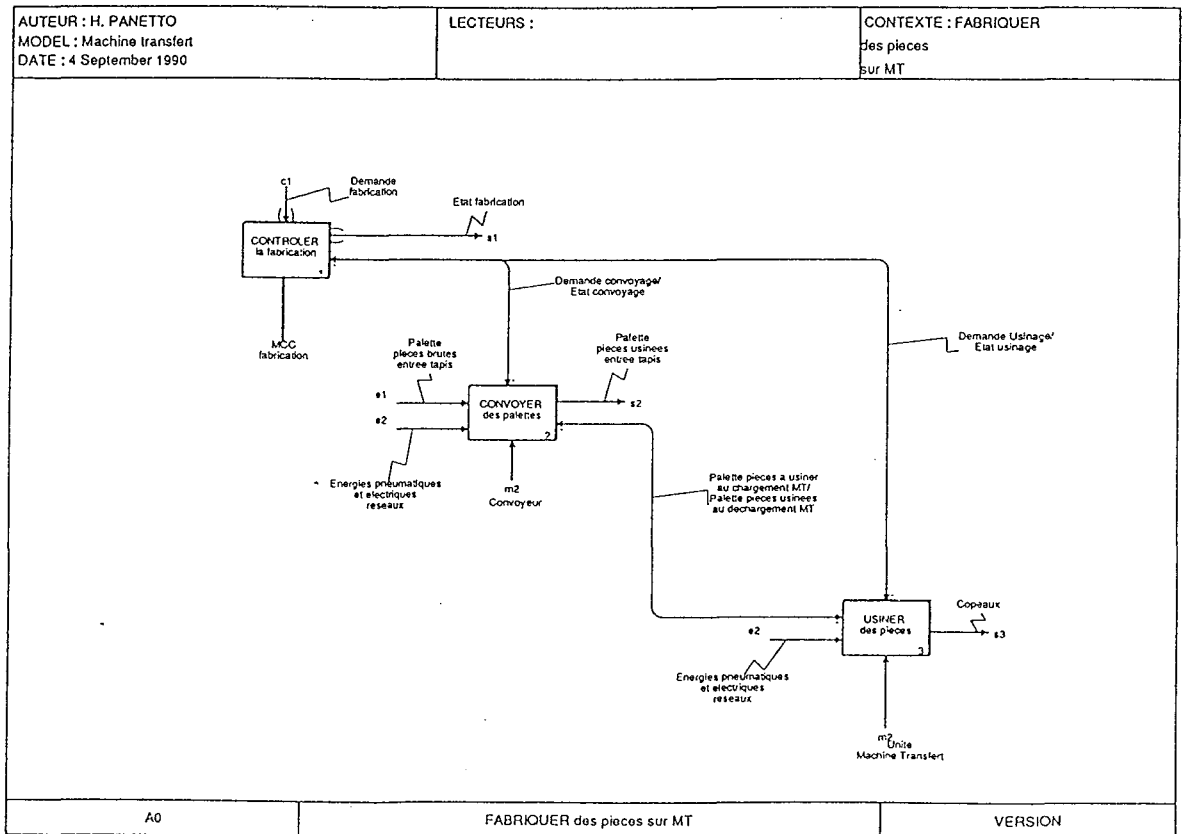 AUTEUR : H. PANETTO
MODEL : Machine transfert
DATE : 4 September 1990
LECTEURS :
CONTEXTE : FABRIQUER
des pieces
sur MT
c1
Demande
fabrication
Etat fabrication
s1
CONTROLER
la fabrication
1
MCC
fabrication
Demande convoyage/
Etat convoyage
Demande Usinage/
Etat usinage
Palette
pieces brutes
entree tapis
Palette
pieces usinees
entree tapis
e1
e2
CONVOYER
des palettes
2
s2
Energies pneumatiques
et electriques
reseaux
m2
Convoyeur
Palette pieces a usiner
au chargement MT/
Palette pieces usinees
au dechargement MT
e2
USINER
des pieces
3
Copeaux
s3
Energies pneumatiques
et electriques
reseaux
m2
Unite
Machine Transfert
A0
FABRIQUER des pieces sur MT
VERSION